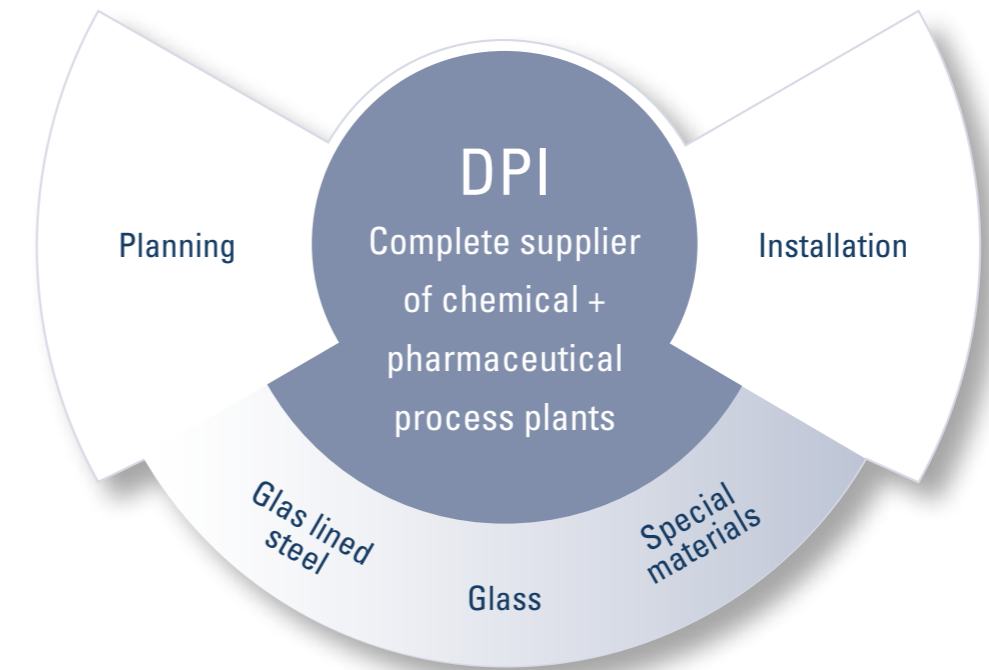 DPI
Complete supplier
of chemical +
pharmaceutical
process plants
Planning
Installation
Glas lined
steel
Glass
Special
materials